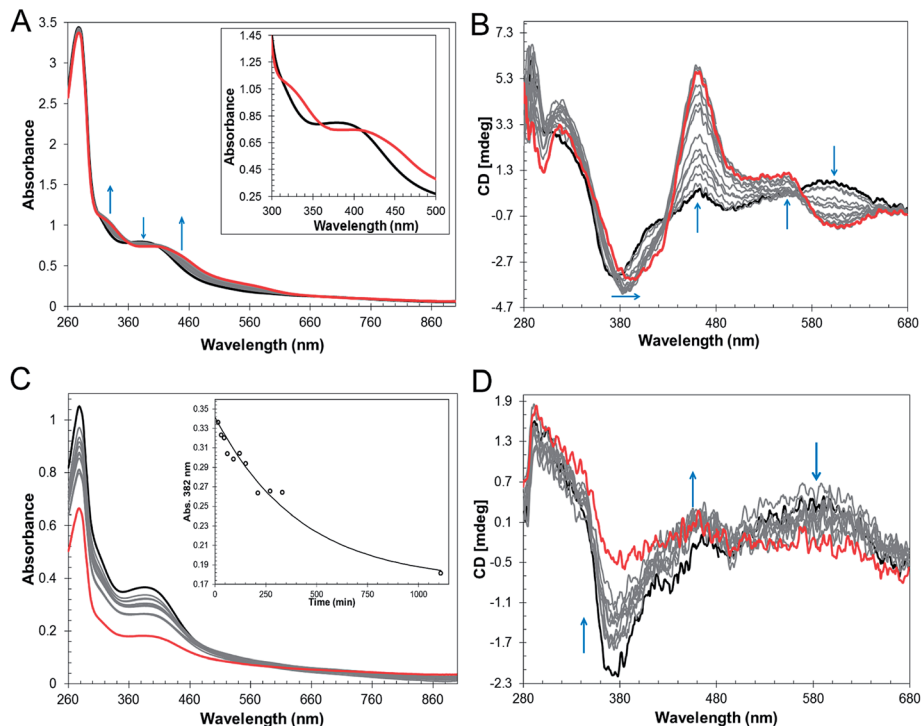 A
3.5
3
2.5
2
1.5
1
0.5
0
260 360 460 560 660 760 860
Absorbance
Wavelength (nm)
1.45
1.25
1.05
0.85
0.65
0.45
0.25
300 350 400 450 500
Absorbance
Wavelength (nm)
B
7.3
5.3
3.3
1.3
-0.7
-2.7
-4.7
280 380 480 580 680
CD [mdeg]
Wavelength (nm)
C
1
0.8
0.6
0.4
0.2
0
260 360 460 560 660 760 860
Absorbance
Wavelength (nm)
0.35
0.33
0.31
0.29
0.27
0.25
0.23
0.21
0.19
0.17
0 250 500 750 1000
Abs. 382 nm
Time (min)
D
1.9
1.3
0.7
0.1
-0.5
-1.1
-1.7
-2.3
280 380 480 580 680
CD [mdeg]
Wavelength (nm)